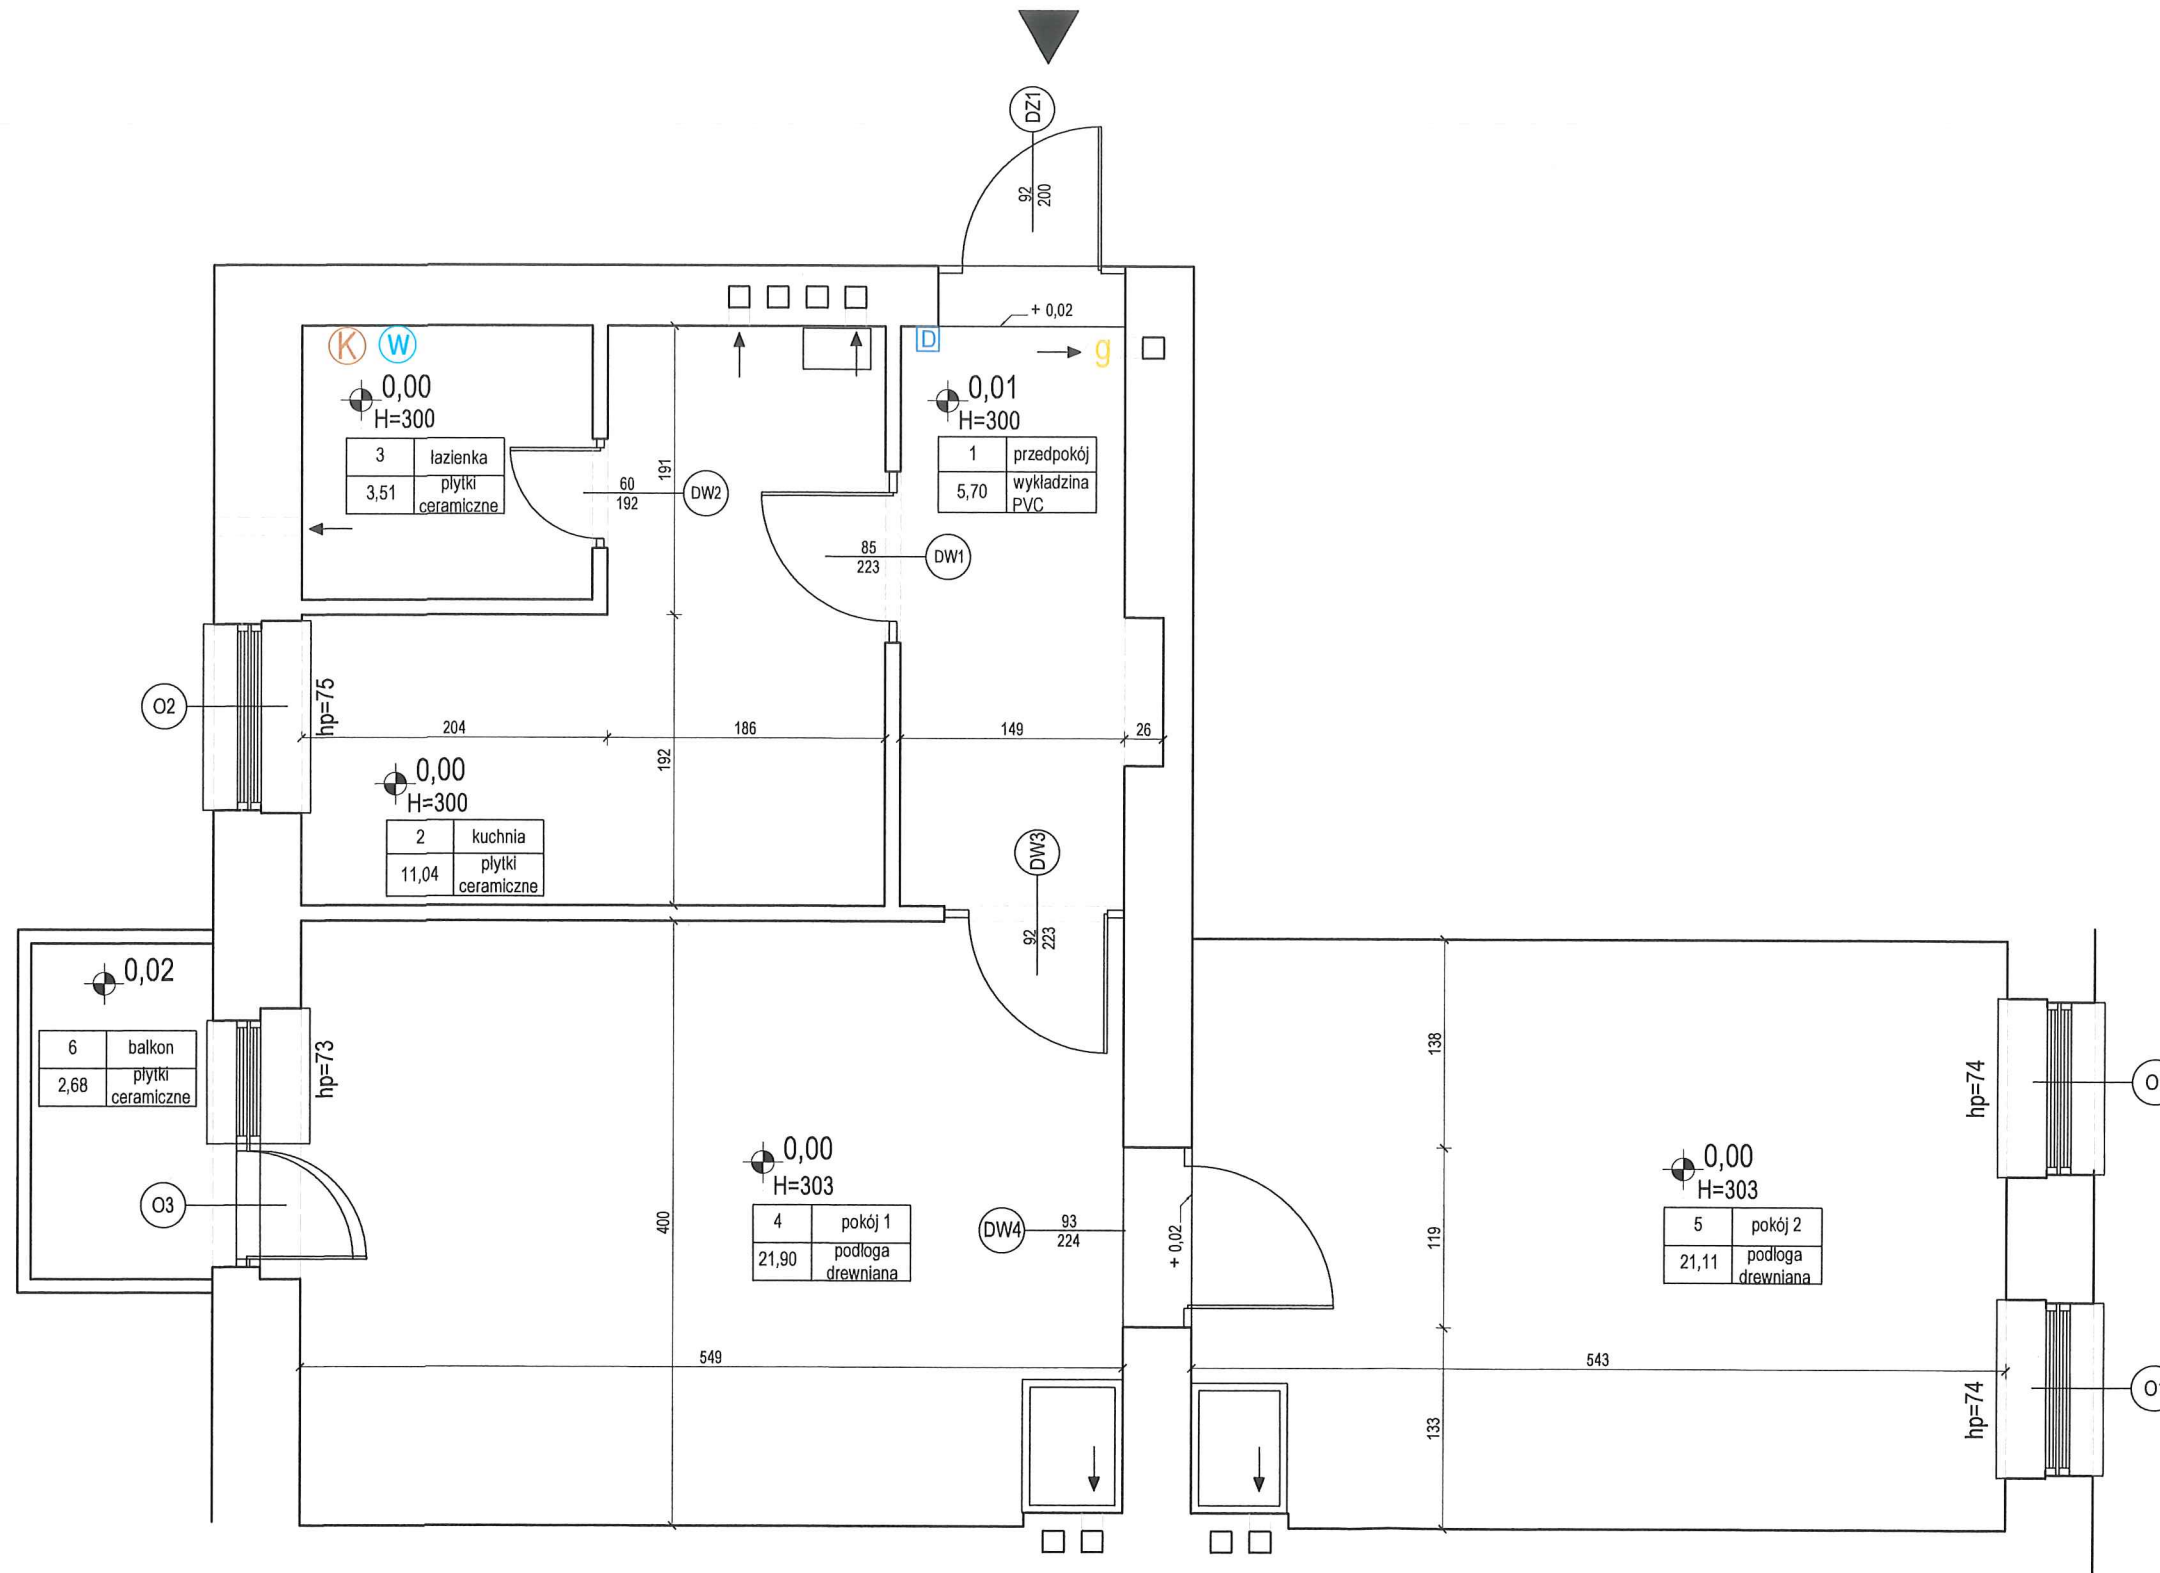 DZ1
92
200
+ 0,02
K
W
D
g
0,00
H=300
3 łazienka
3,51 płytki
ceramiczne
0,01
H=300
1 przedpokój
5,70 wykładzina
PVC
191
60
192
DW2
85
223
DW1
O2
hp=75
204
186
149
26
192
0,00
H=300
2 kuchnia
11,04 płytki
ceramiczne
DW3
92
223
0,02
6 balkon
2,68 płytki
ceramiczne
hp=73
O3
138
hp=74
O
0,00
H=303
4 pokój 1
21,90 podłoga
drewniana
400
DW4
93
224
+ 0,02
119
0,00
H=303
5 pokój 2
21,11 podłoga
drewniana
549
543
133
hp=74